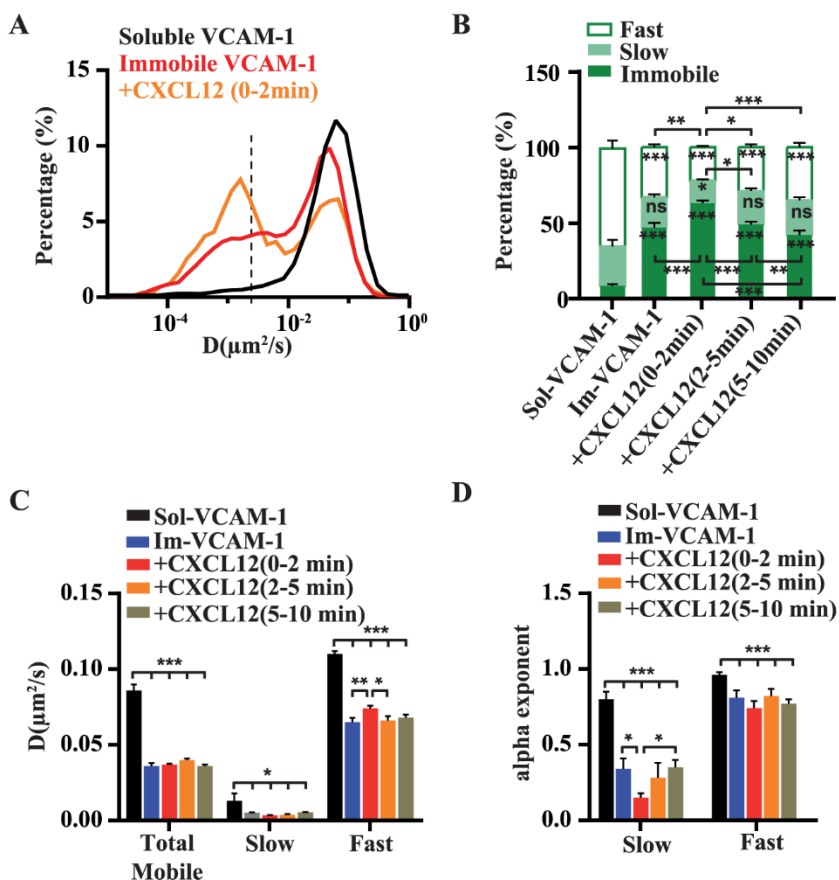 A
Soluble VCAM-1
Immobile VCAM-1
+CXCL12 (0-2min)
Percentage (%)
15
10
5
0
10-4
10-2
100
D(µm2/s)
B
Fast
Slow
Immobile
Percentage (%)
150
100
50
0
***
**
*
***
***
***
***
*
ns
*
ns
ns
***
***
***
***
***
***
**
***
Sol-VCAM-1
Im-VCAM-1
+CXCL12(0-2min)
+CXCL12(2-5min)
+CXCL12(5-10min)
C
Sol-VCAM-1
Im-VCAM-1
+CXCL12(0-2 min)
+CXCL12(2-5 min)
+CXCL12(5-10 min)
D(µm2/s)
0.15
0.10
0.05
0.00
***
*
***
**
*
Total
Mobile
Slow
Fast
D
Sol-VCAM-1
Im-VCAM-1
+CXCL12(0-2 min)
+CXCL12(2-5 min)
+CXCL12(5-10 min)
alpha exponent
1.5
1.0
0.5
0.0
***
*
*
***
Slow
Fast